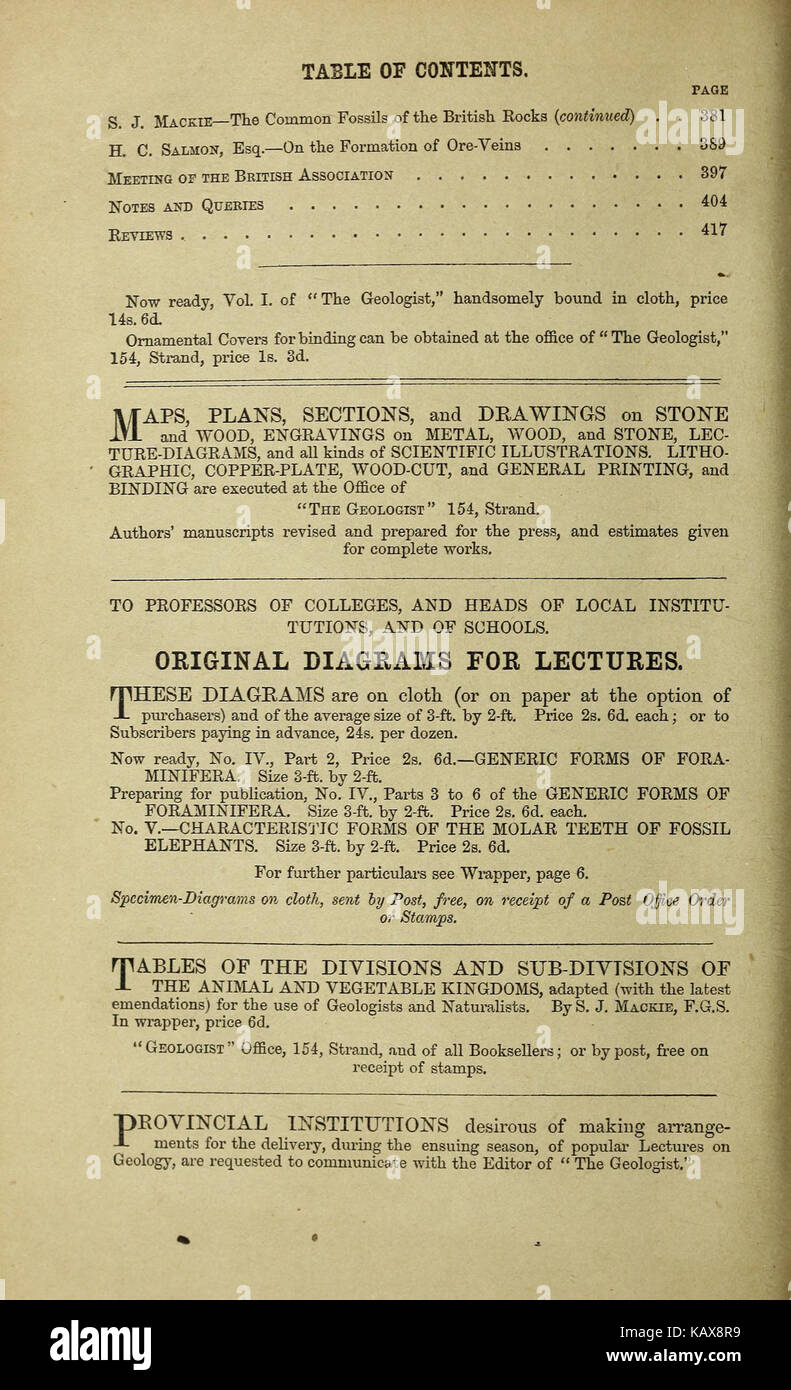 TABLE OF CONTENTS.
PAGE
S. J. MACKIE—The Common Fossils of the British Rocks (continued) . . 381
H. C. SALMON, Esq.—On the Formation of Ore-Veins . . . . . . . 389
MEETING OF THE BRITISH ASSOCIATION . . . . . . . . . . . . . 397
NOTES AND QUERIES . . . . . . . . . . . . . . . . . . . 404
REVIEWS . . . . . . . . . . . . . . . . . . . . . . . 417
Now ready, Vol. I. of “The Geologist,” handsomely bound in cloth, price
14s. 6d.
Ornamental Covers for binding can be obtained at the office of “The Geologist,”
154, Strand, price 1s. 3d.
MAPS, PLANS, SECTIONS, and DRAWINGS on STONE
and WOOD, ENGRAVINGS on METAL, WOOD, and STONE, LEC-
TURE-DIAGRAMS, and all kinds of SCIENTIFIC ILLUSTRATIONS. LITHO-
GRAPHIC, COPPER-PLATE, WOOD-CUT, and GENERAL PRINTING, and
BINDING are executed at the Office of
“THE GEOLOGIST” 154, Strand.
Authors’ manuscripts revised and prepared for the press, and estimates given
for complete works.
TO PROFESSORS OF COLLEGES, AND HEADS OF LOCAL INSTITU-
TUTIONS, AND OF SCHOOLS.
ORIGINAL DIAGRAMS FOR LECTURES.
THESE DIAGRAMS are on cloth (or on paper at the option of
purchasers) and of the average size of 3-ft. by 2-ft. Price 2s. 6d. each; or to
Subscribers paying in advance, 24s. per dozen.
Now ready, No. IV., Part 2, Price 2s. 6d.—GENERIC FORMS OF FORA-
MINIFERA. Size 3-ft. by 2-ft.
Preparing for publication, No. IV., Parts 3 to 6 of the GENERIC FORMS OF
FORAMINIFERA. Size 3-ft. by 2-ft. Price 2s. 6d. each.
No. V.—CHARACTERISTIC FORMS OF THE MOLAR TEETH OF FOSSIL
ELEPHANTS. Size 3-ft. by 2-ft. Price 2s. 6d.
For further particulars see Wrapper, page 6.
Specimen-Diagrams on cloth, sent by Post, free, on receipt of a Post Office Order
or Stamps.
TABLES OF THE DIVISIONS AND SUB-DIVISIONS OF
THE ANIMAL AND VEGETABLE KINGDOMS, adapted (with the latest
emendations) for the use of Geologists and Naturalists. By S. J. MACKIE, F.G.S.
In wrapper, price 6d.
“GEOLOGIST” Office, 154, Strand, and of all Booksellers; or by post, free on
receipt of stamps.
PROVINCIAL INSTITUTIONS desirous of making arrange-
ments for the delivery, during the ensuing season, of popular Lectures on
Geology, are requested to communicate with the Editor of “The Geologist.”
alamy
alamy
alamy
a alamy
KAX8R9
www.alamy.com